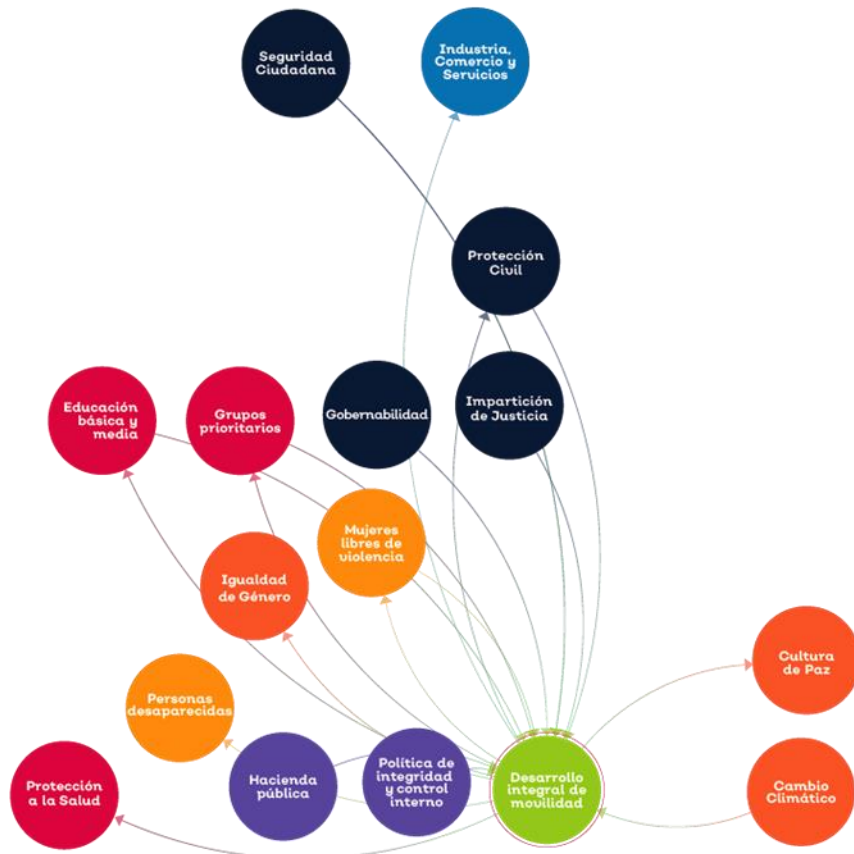 Seguridad
Ciudadana
Industria,
Comercio y
Servicios
Protección
Civil
Educación
básica y
media
Grupos
prioritarios
Gobernabilidad
Impartición
de Justicia
Mujeres
libres de
violencia
Igualdad
de Género
Cultura
de Paz
Personas
desaparecidas
Protección
a la Salud
Hacienda
pública
Política de
integridad
y control
interno
Desarrollo
integral de
movilidad
Cambio
Climático